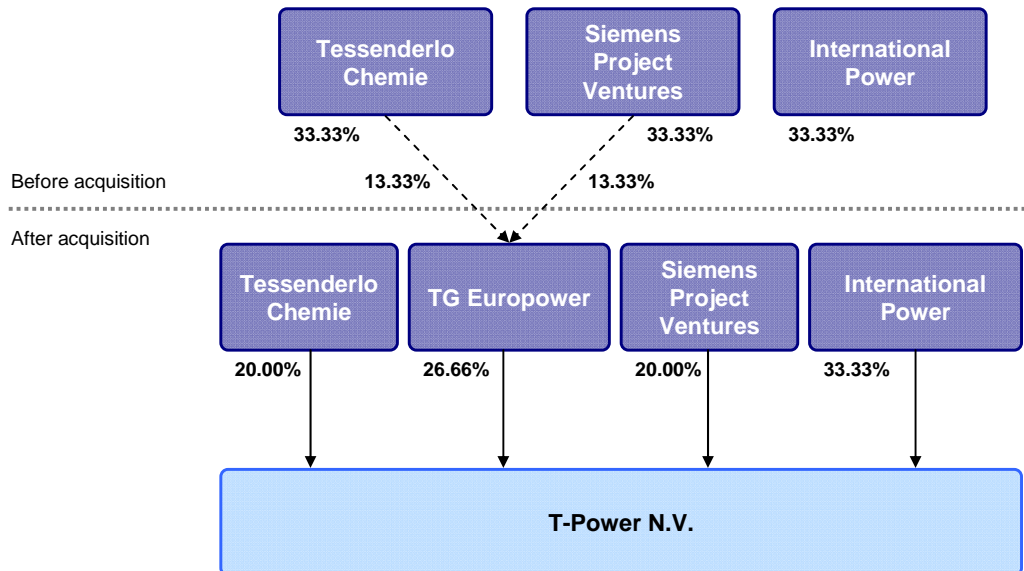 Tessenderlo
Chemie
Siemens
Project
Ventures
International
Power
33.33%
33.33%
33.33%
Before acquisition
13.33%
13.33%
After acquisition
Tessenderlo
Chemie
TG Europower
Siemens
Project
Ventures
International
Power
20.00%
26.66%
20.00%
33.33%
T-Power N.V.